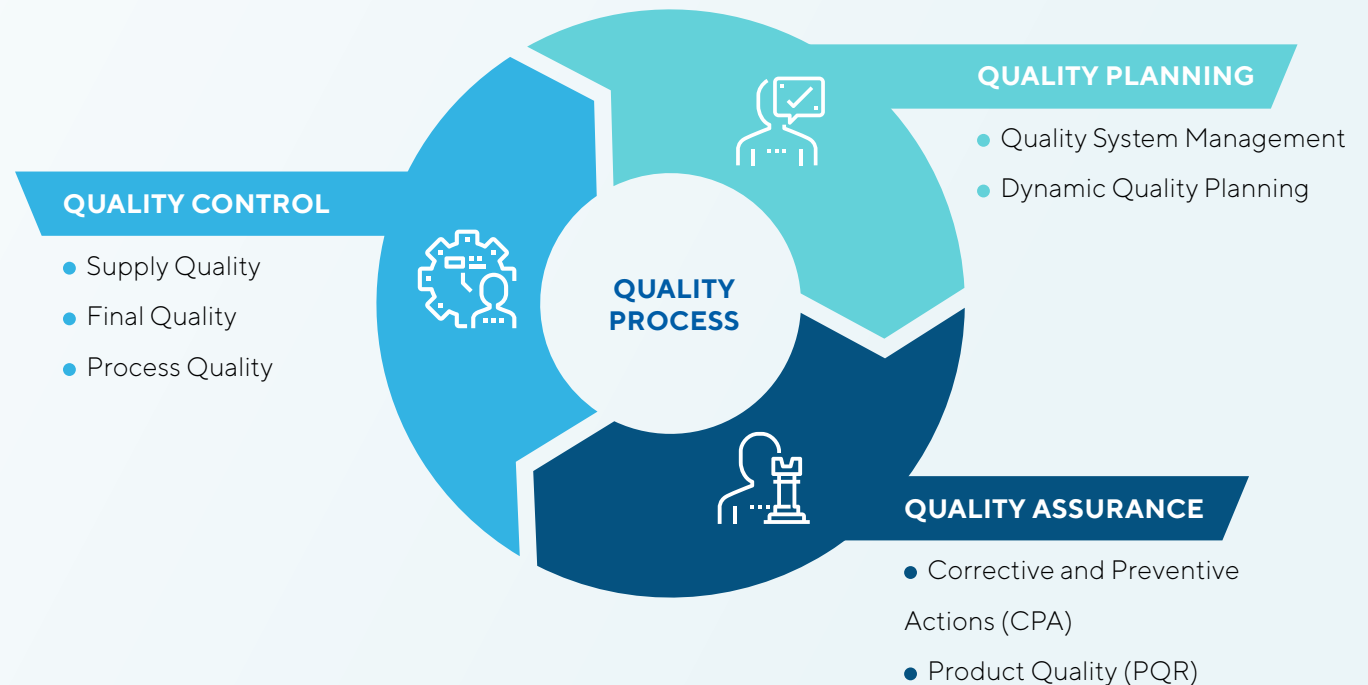 QUALITY PLANNING
• Quality System Management
• Dynamic Quality Planning
QUALITY CONTROL
• Supply Quality
• Final Quality
• Process Quality
QUALITY
PROCESS
QUALITY ASSURANCE
• Corrective and Preventive
Actions (CPA)
• Product Quality (PQR)